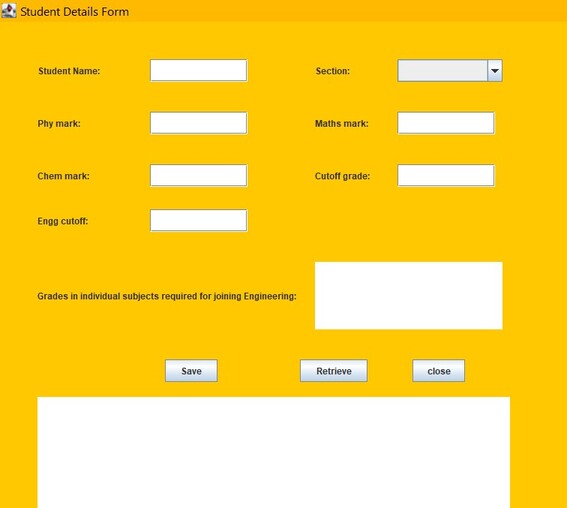 Student Details Form
Student Name: Section:
Phy mark: Maths mark:
Chem mark: Cutoff grade:
Engg cutoff:
Grades in individual subjects required for joining Engineering:
Save Retrieve close